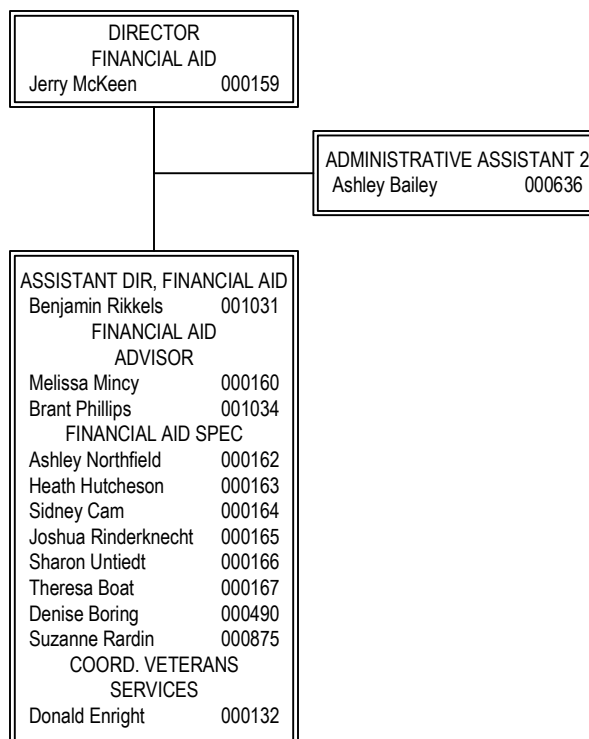 DIRECTOR
FINANCIAL AID
Jerry McKeen 000159
ADMINISTRATIVE ASSISTANT 2
Ashley Bailey 000636
ASSISTANT DIR, FINANCIAL AID
Benjamin Rikkels 001031
FINANCIAL AID
ADVISOR
Melissa Mincy 000160
Brant Phillips 001034
FINANCIAL AID SPEC
Ashley Northfield 000162
Heath Hutcheson 000163
Sidney Cam 000164
Joshua Rinderknecht 000165
Sharon Untiedt 000166
Theresa Boat 000167
Denise Boring 000490
Suzanne Rardin 000875
COORD. VETERANS
SERVICES
Donald Enright 000132